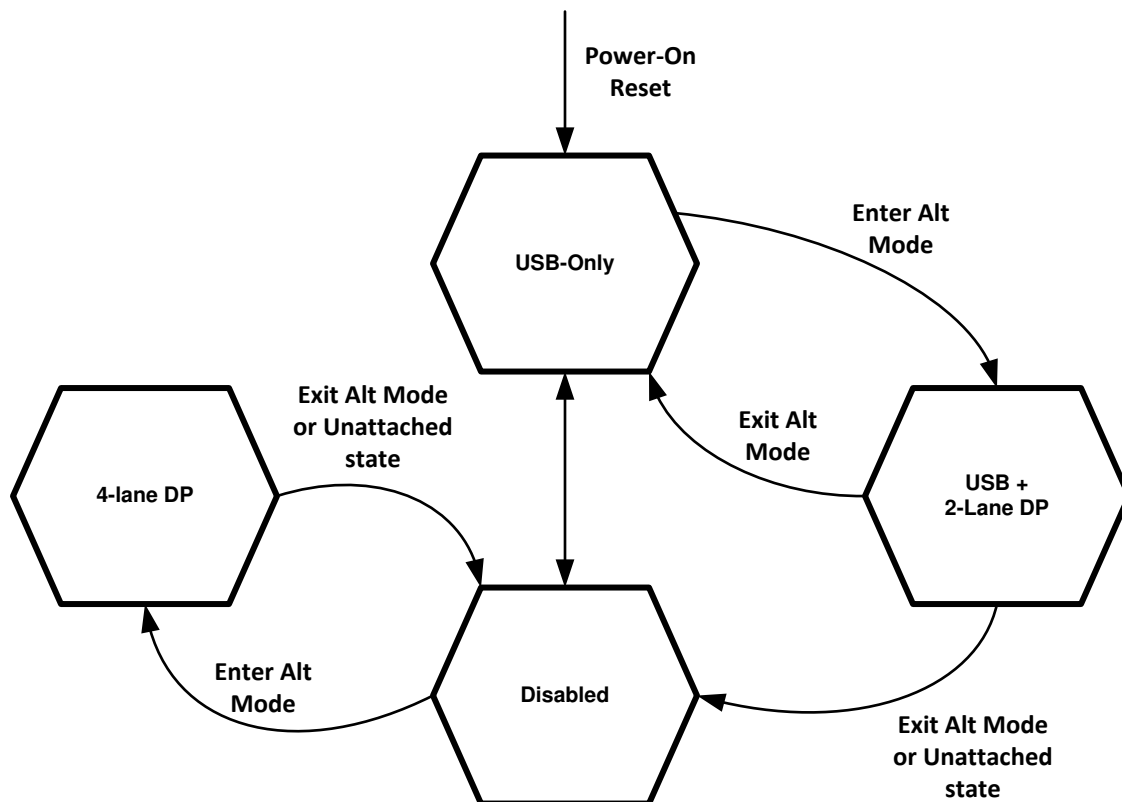 Power-On
Reset
USB-Only
Enter Alt
Mode
Exit Alt Mode
or Unattached
state
Exit Alt
Mode
4-lane DP
USB +
2-Lane DP
Enter Alt
Mode
Disabled
Exit Alt Mode
or Unattached
state